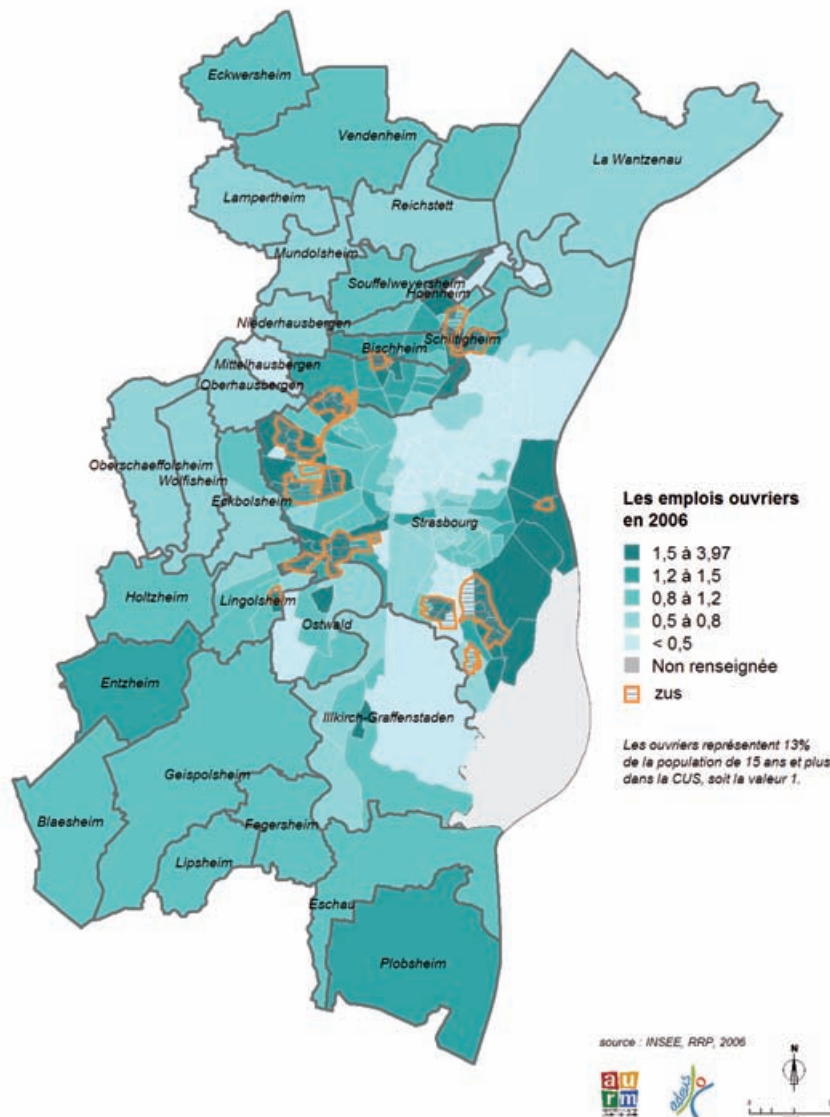 Eckwersheim
Vendenheim
La Wantzenau
Lampertheim
Reichstett
Mundolsheim
Souffelweyersheim
Hoenheim
Niederhausbergen
Bischheim
Schiltigheim
Mittelhausbergen
Oberhausbergen
Oberschaeffolsheim
Wolfisheim
Eckbolsheim
Strasbourg
Holtzheim
Lingolsheim
Ostwald
Entzheim
Illkirch-Graffenstaden
Geispolsheim
Blaesheim
Fegersheim
Lipsheim
Eschau
Plobsheim
Les emplois ouvriers
en 2006
1,5 à 3,97
1,2 à 1,5
0,8 à 1,2
0,5 à 0,8
< 0,5
Non renseignée
zus
Les ouvriers représentent 13%
de la population de 15 ans et plus
dans la CUS, soit la valeur 1.
source : INSEE, RRP, 2006
N
a u
r m
adeus